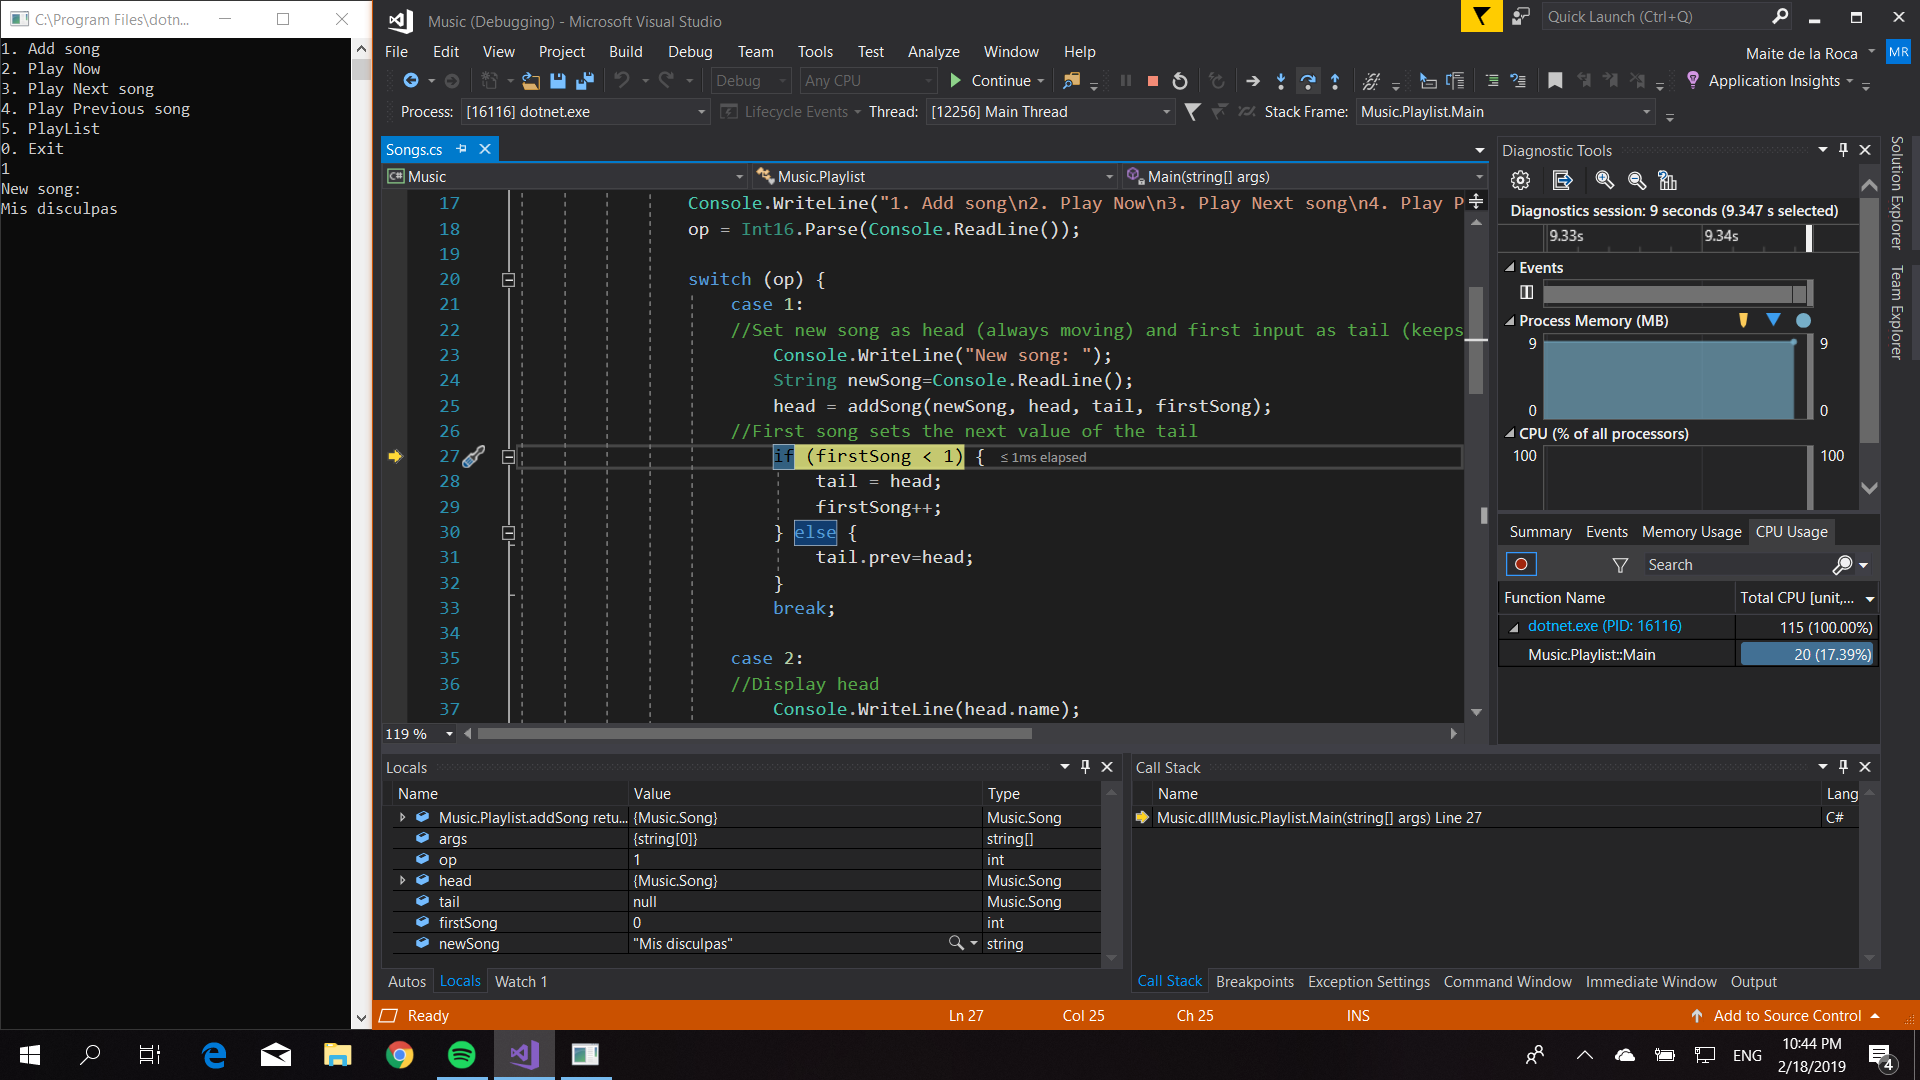 C:\Program Files\dotn...
1. Add song
2. Play Now
3. Play Next song
4. Play Previous song
5. PlayList
0. Exit
1
New song:
Mis disculpas
Music (Debugging) - Microsoft Visual Studio
Quick Launch (Ctrl+Q)
File Edit View Project Build Debug Team Tools Test Analyze Window Help
Maite de la Roca MR
Debug Any CPU Continue Application Insights
Process: [16116] dotnet.exe Lifecycle Events Thread: [12256] Main Thread Stack Frame: Music.Playlist.Main
Songs.cs
C# Music Music.Playlist Main(string[] args)
17 Console.WriteLine("1. Add song\n2. Play Now\n3. Play Next song\n4. Play P
18 op = Int16.Parse(Console.ReadLine());
19
20 switch (op) {
21 case 1:
22 //Set new song as head (always moving) and first input as tail (keeps
23 Console.WriteLine("New song: ");
24 String newSong=Console.ReadLine();
25 head = addSong(newSong, head, tail, firstSong);
26 //First song sets the next value of the tail
27 if (firstSong < 1) { ≤ 1ms elapsed
28 tail = head;
29 firstSong++;
30 } else {
31 tail.prev=head;
32 }
33 break;
34
35 case 2:
36 //Display head
37 Console.WriteLine(head.name);
119 %
Diagnostic Tools
Diagnostics session: 9 seconds (9.347 s selected)
9.33s 9.34s
Events
Process Memory (MB)
9 9
0 0
CPU (% of all processors)
100 100
Summary Events Memory Usage CPU Usage
Search
Function Name Total CPU [unit,...
dotnet.exe (PID: 16116) 115 (100.00%)
Music.Playlist::Main 20 (17.39%)
Solution Explorer
Team Explorer
Locals
Name Value Type
Music.Playlist.addSong retu... {Music.Song} Music.Song
args {string[0]} string[]
op 1 int
head {Music.Song} Music.Song
tail null Music.Song
firstSong 0 int
newSong "Mis disculpas" string
Autos Locals Watch 1
Call Stack
Name Lang
Music.dll!Music.Playlist.Main(string[] args) Line 27 C#
Call Stack Breakpoints Exception Settings Command Window Immediate Window Output
Ready Ln 27 Col 25 Ch 25 INS Add to Source Control
ENG
10:44 PM
2/18/2019
4